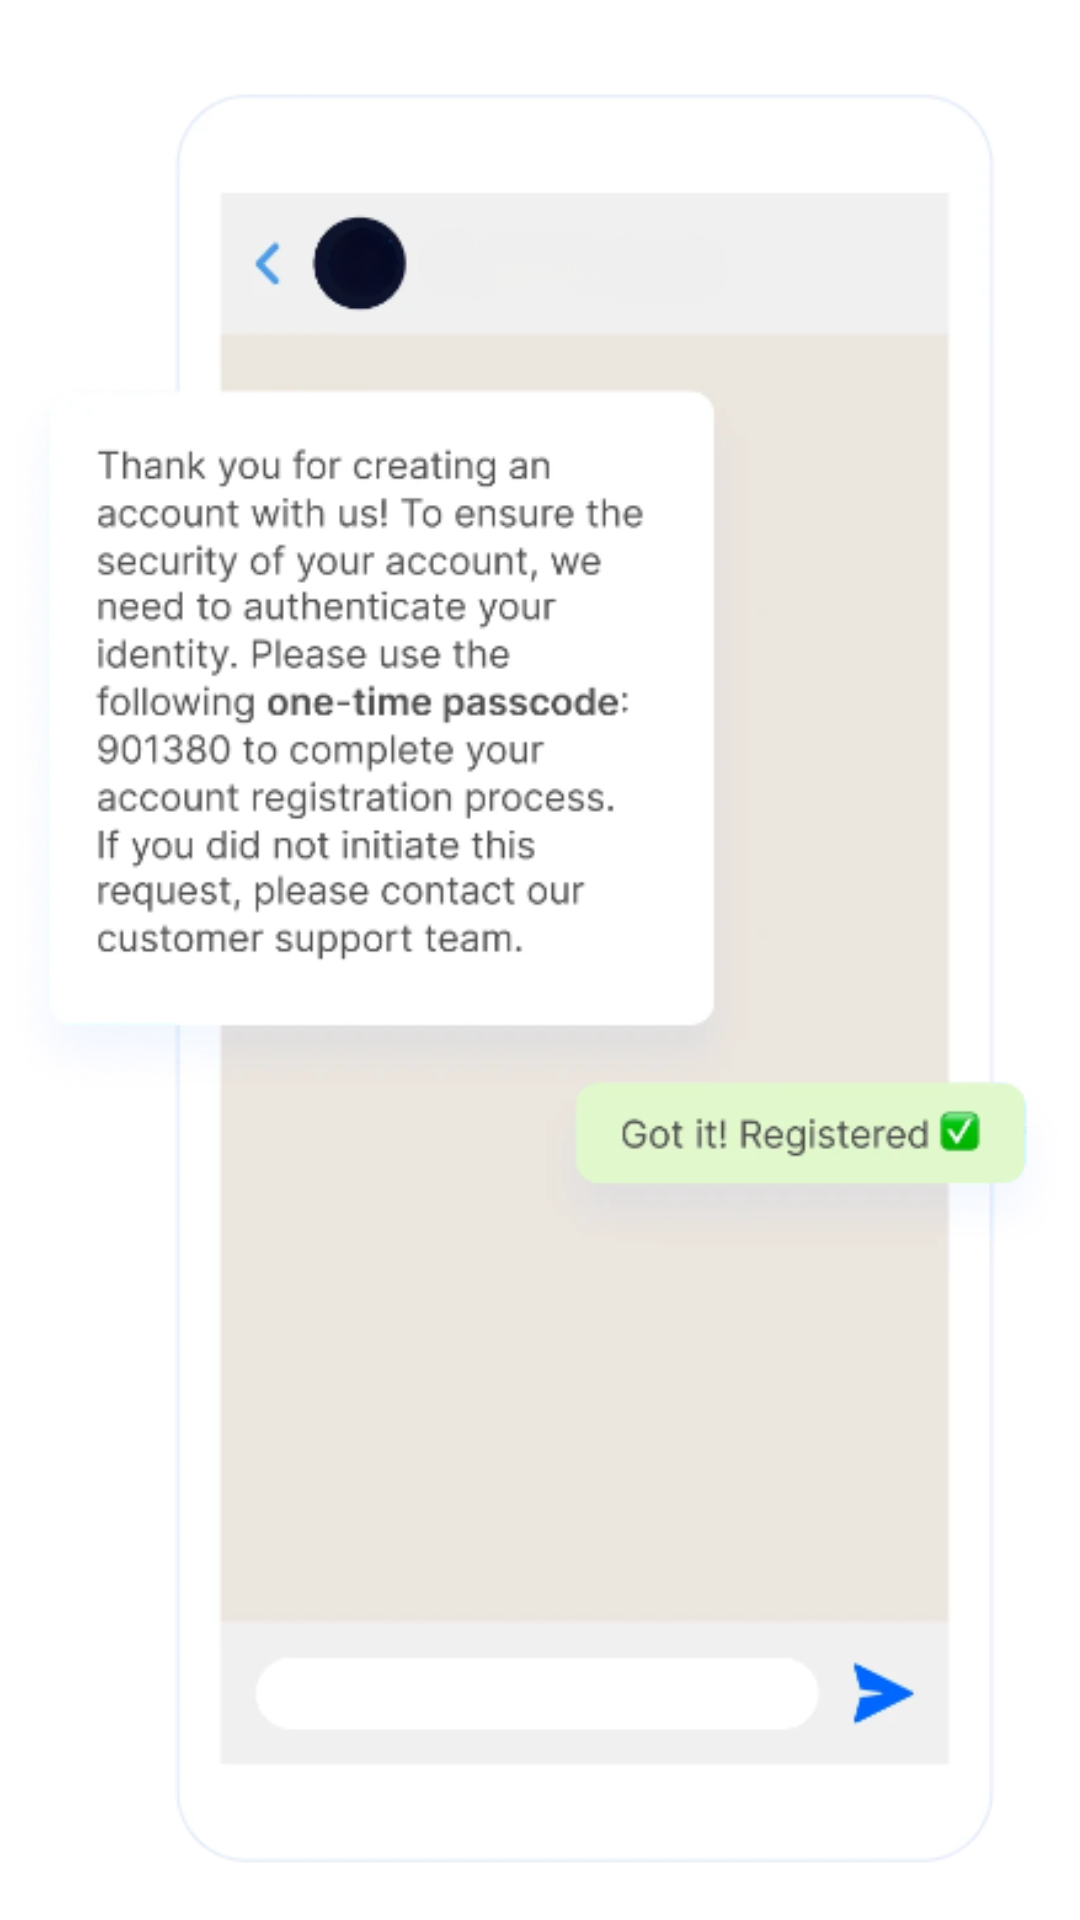 Thank you for creating an
account with us! To ensure the
security of your account, we
need to authenticate your
identity. Please use the
following one-time passcode:
901380 to complete your
account registration process.
If you did not initiate this
request, please contact our
customer support team.
Got it! Registered ✅